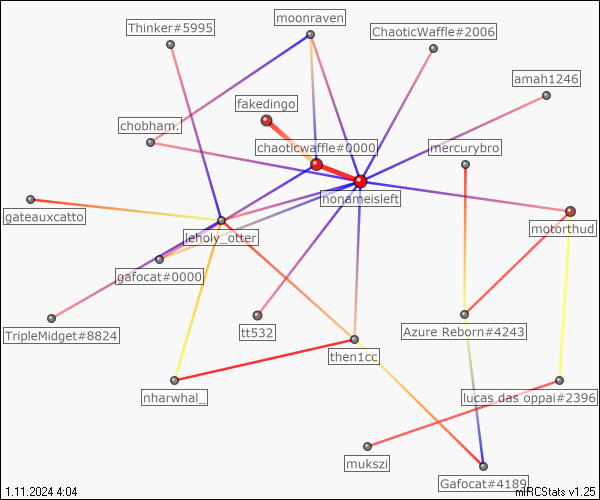 moonraven
Thinker#5995
ChaoticWaffle#2006
amah1246
fakedingo
chobham.
chaoticwaffle#0000
mercurybro
nonameisleft
gateauxcatto
motorthud
leholy_otter
gafocat#0000
TripleMidget#8824
tt532
Azure Reborn#4243
then1cc
nharwhal_
lucas das oppai#2396
mukszi
Gafocat#4189
1.11.2024 4:04
mIRCStats v1.25